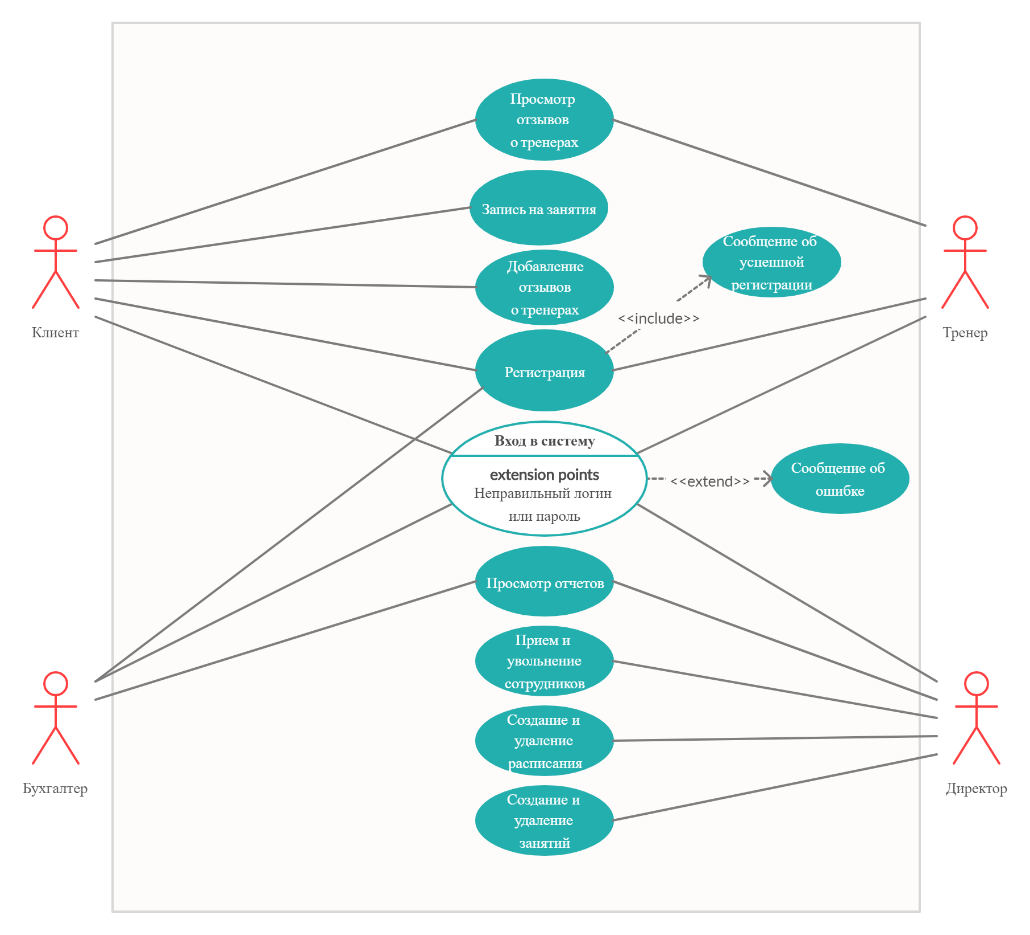 Просмотр
отзывов
о тренерах
Запись на занятия
Добавление
отзывов
о тренерах
Сообщение об
успешной
регистрации
<<include>>
Клиент
Тренер
Регистрация
Вход в систему
extension points
Неправильный логин
или пароль
<<extend>>
Сообщение об
ошибке
Просмотр отчетов
Прием и
увольнение
сотрудников
Создание и
удаление
расписания
Бухгалтер
Директор
Создание и
удаление
занятий